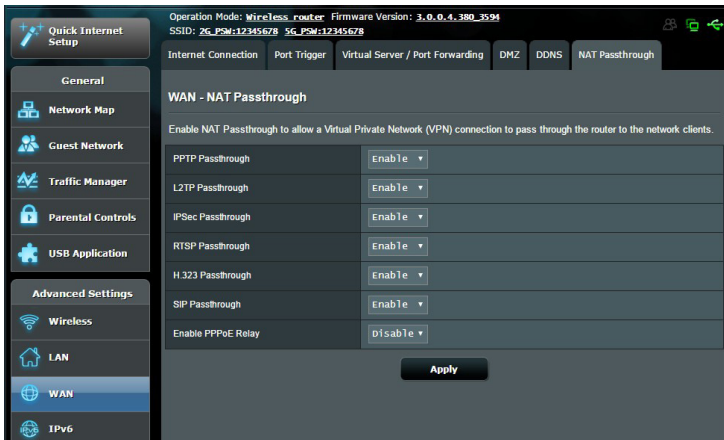 Quick Internet
Setup
General
Network Map
Guest Network
Traffic Manager
Parental Controls
USB Application
Advanced Settings
Wireless
LAN
WAN
IPv6
Operation Mode: Wireless router Firmware Version: 3.0.0.4.380_3594
SSID: 2G_PSW:12345678 5G_PSW:12345678
Internet Connection Port Trigger Virtual Server / Port Forwarding DMZ DDNS NAT Passthrough
WAN - NAT Passthrough
Enable NAT Passthrough to allow a Virtual Private Network (VPN) connection to pass through the router to the network clients.
PPTP Passthrough Enable
L2TP Passthrough Enable
IPSec Passthrough Enable
RTSP Passthrough Enable
H.323 Passthrough Enable
SIP Passthrough Enable
Enable PPPoE Relay Disable
Apply